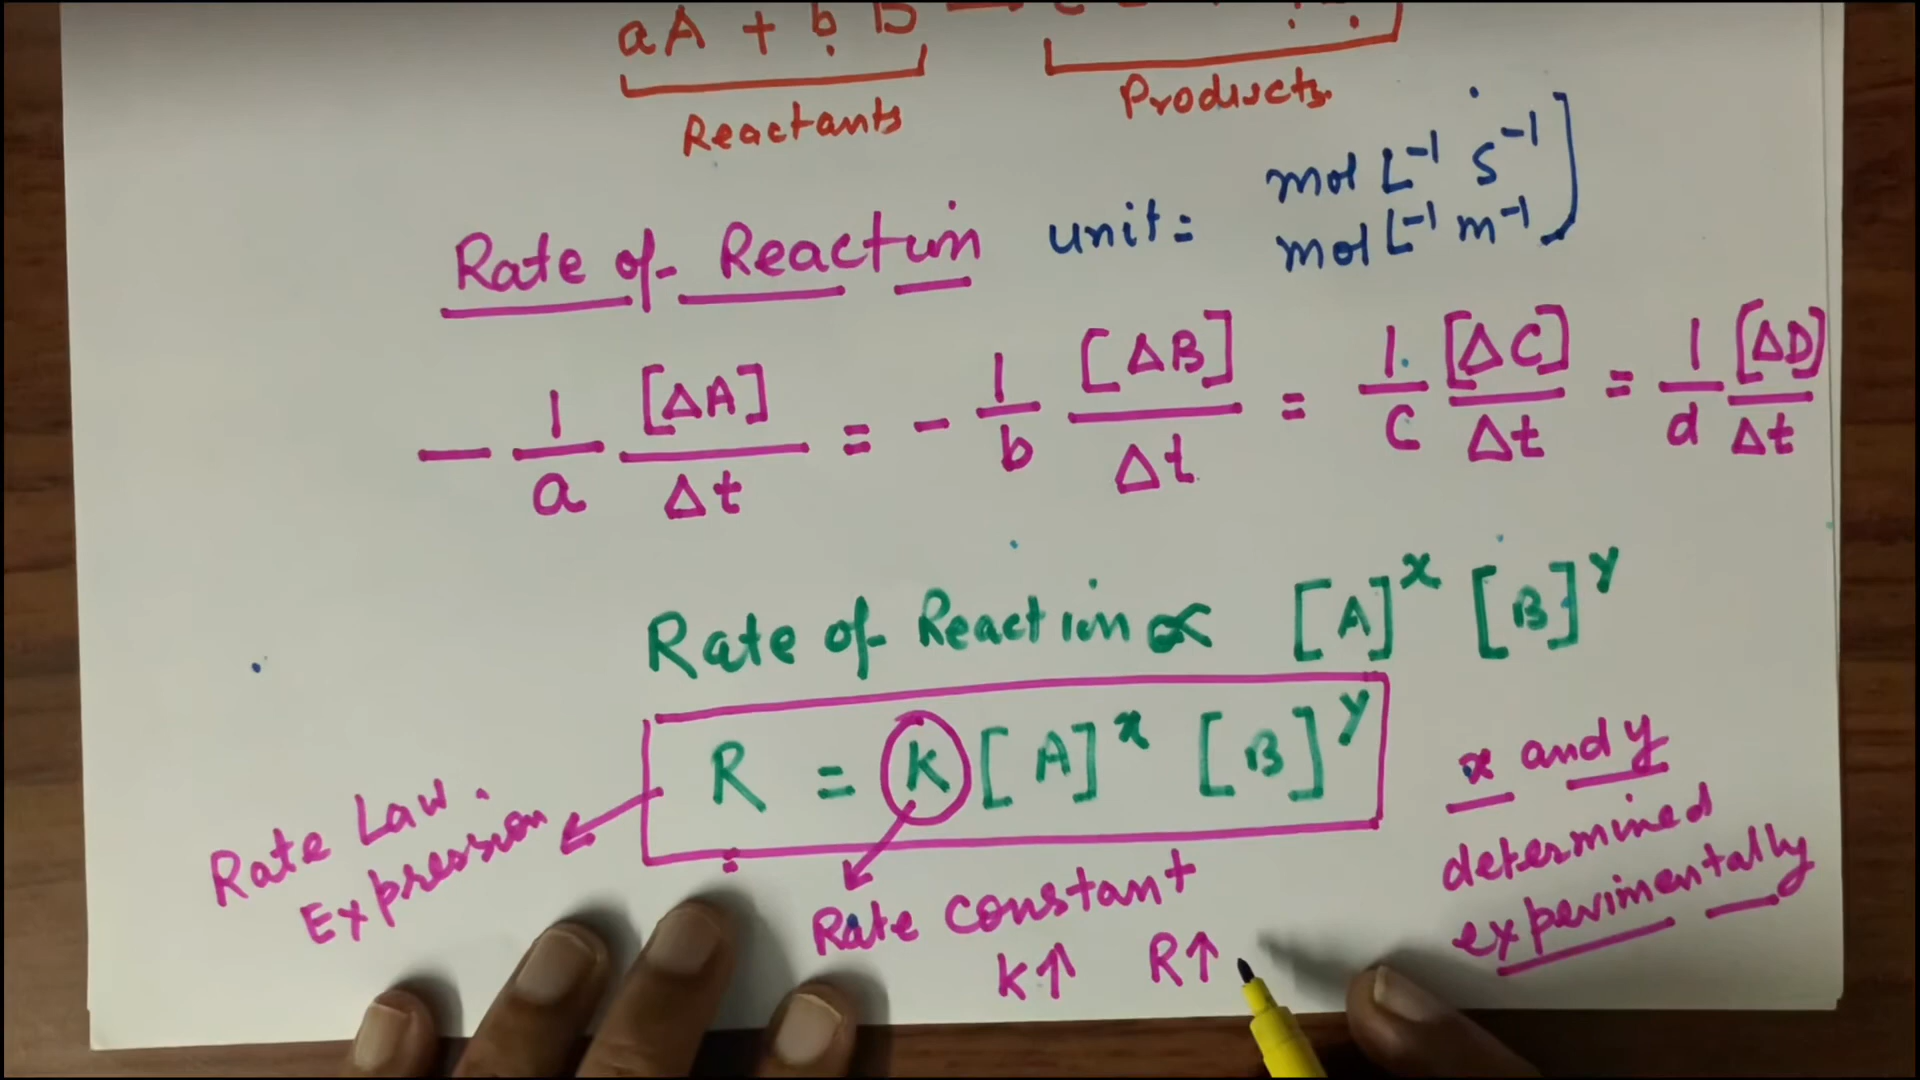 aA + b B
Reactants
Products.
Rate of Reaction unit = mol L⁻¹ s⁻¹
mol L⁻¹ m⁻¹ ]
- 1/a [ΔA]/Δt = - 1/b [ΔB]/Δt = 1/c [ΔC]/Δt = 1/d [ΔD]/Δt
Rate of Reaction ∝ [A]ˣ [B]ʸ
R = K [A]ˣ [B]ʸ
Rate Law
Expression
Rate constant
K↑ R↑
x and y
determined
experimentally